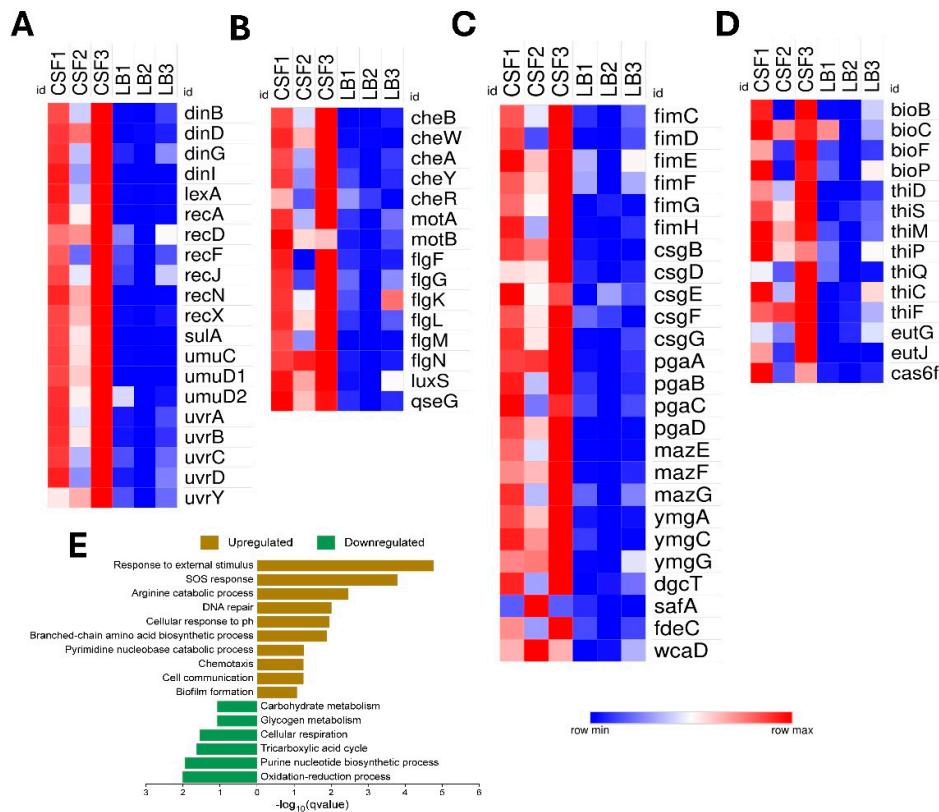 A
id CSF1 CSF2 CSF3 LB1 LB2 LB3 id
dinB
dinD
dinG
dinI
lexA
recA
recD
recF
recJ
recN
recX
sulA
umuC
umuD1
umuD2
uvrA
uvrB
uvrC
uvrD
uvrY
B
id CSF1 CSF2 CSF3 LB1 LB2 LB3 id
cheB
cheW
cheA
cheY
cheR
motA
motB
flgF
flgG
flgK
flgL
flgM
flgN
luxS
qseG
C
id CSF1 CSF2 CSF3 LB1 LB2 LB3 id
fimC
fimD
fimE
fimF
fimG
fimH
csgB
csgD
csgE
csgF
csgG
pgaA
pgaB
pgaC
pgaD
mazE
mazF
mazG
ymgA
ymgC
ymgG
dgcT
safA
fdeC
wcaD
D
id CSF1 CSF2 CSF3 LB1 LB2 LB3 id
bioB
bioC
bioF
bioP
thiD
thiS
thiM
thiP
thiQ
thiC
thiF
eutG
eutJ
cas6f
row min row max
E
Upregulated Downregulated
Response to external stimulus
SOS response
Arginine catabolic process
DNA repair
Cellular response to ph
Branched-chain amino acid biosynthetic process
Pyrimidine nucleobase catabolic process
Chemotaxis
Cell communication
Biofilm formation
Carbohydrate metabolism
Glycogen metabolism
Cellular respiration
Tricarboxylic acid cycle
Purine nucleotide biosynthetic process
Oxidation-reduction process
3 2 1 0 1 2 3 4 5 6
-log10(qvalue)